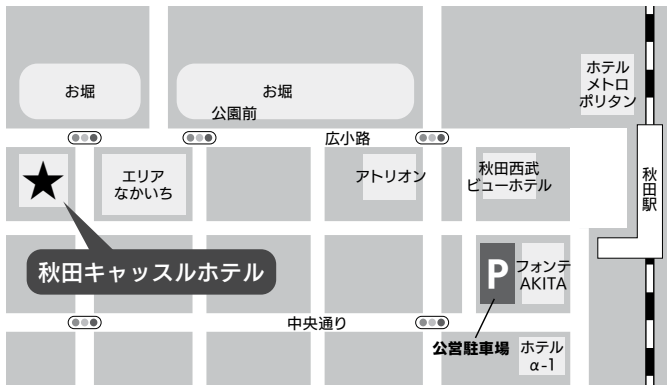 お堀
お堀
公園前
ホテル
メトロ
ポリタン
広小路
エリア
なかいち
アトリオン
秋田西武
ビューホテル
秋田駅
秋田キャッスルホテル
P
フォンテ
AKITA
中央通り
公営駐車場
ホテル
α-1